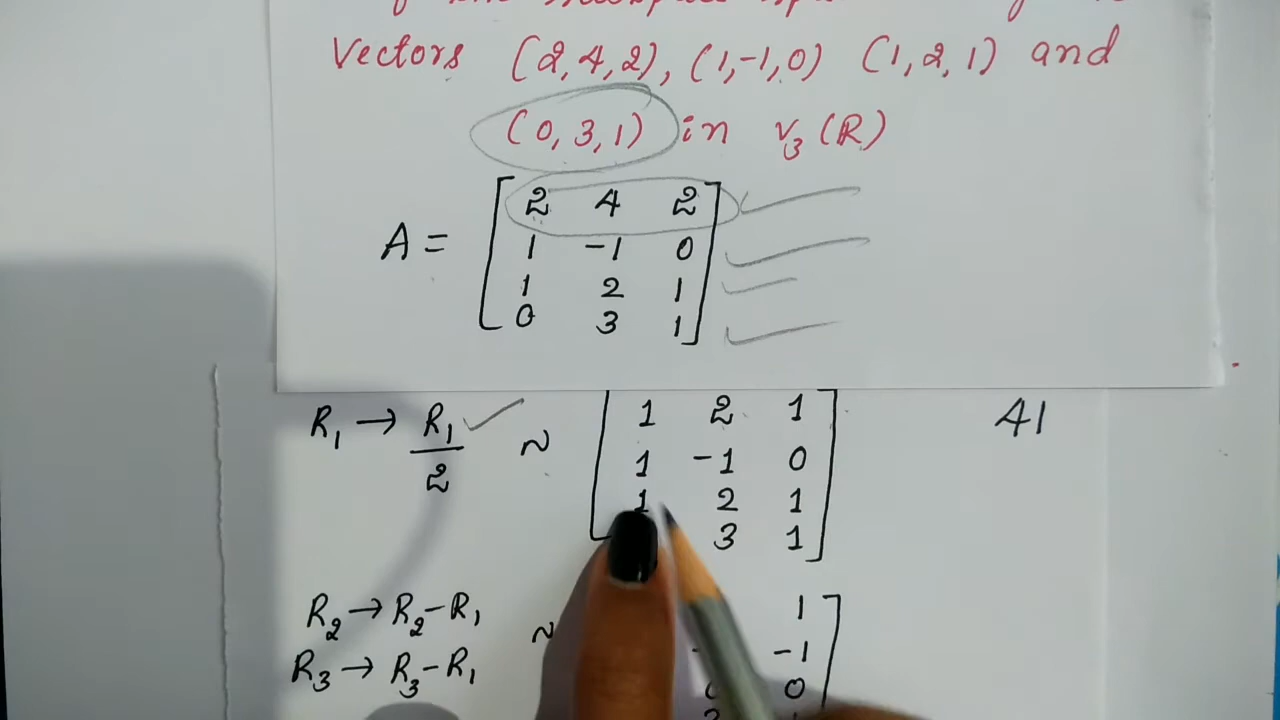 Vectors (2,4,2), (1,-1,0) (1,2,1) and
(0,3,1) in V₃(R)
A = [2 4 2
1 -1 0
1 2 1
0 3 1]
R₁ → R₁/2 ~ [1 2 1
1 -1 0
1 2 1
3 1]
41
R₂ → R₂-R₁ ~ 1
R₃ → R₃-R₁ -1
0